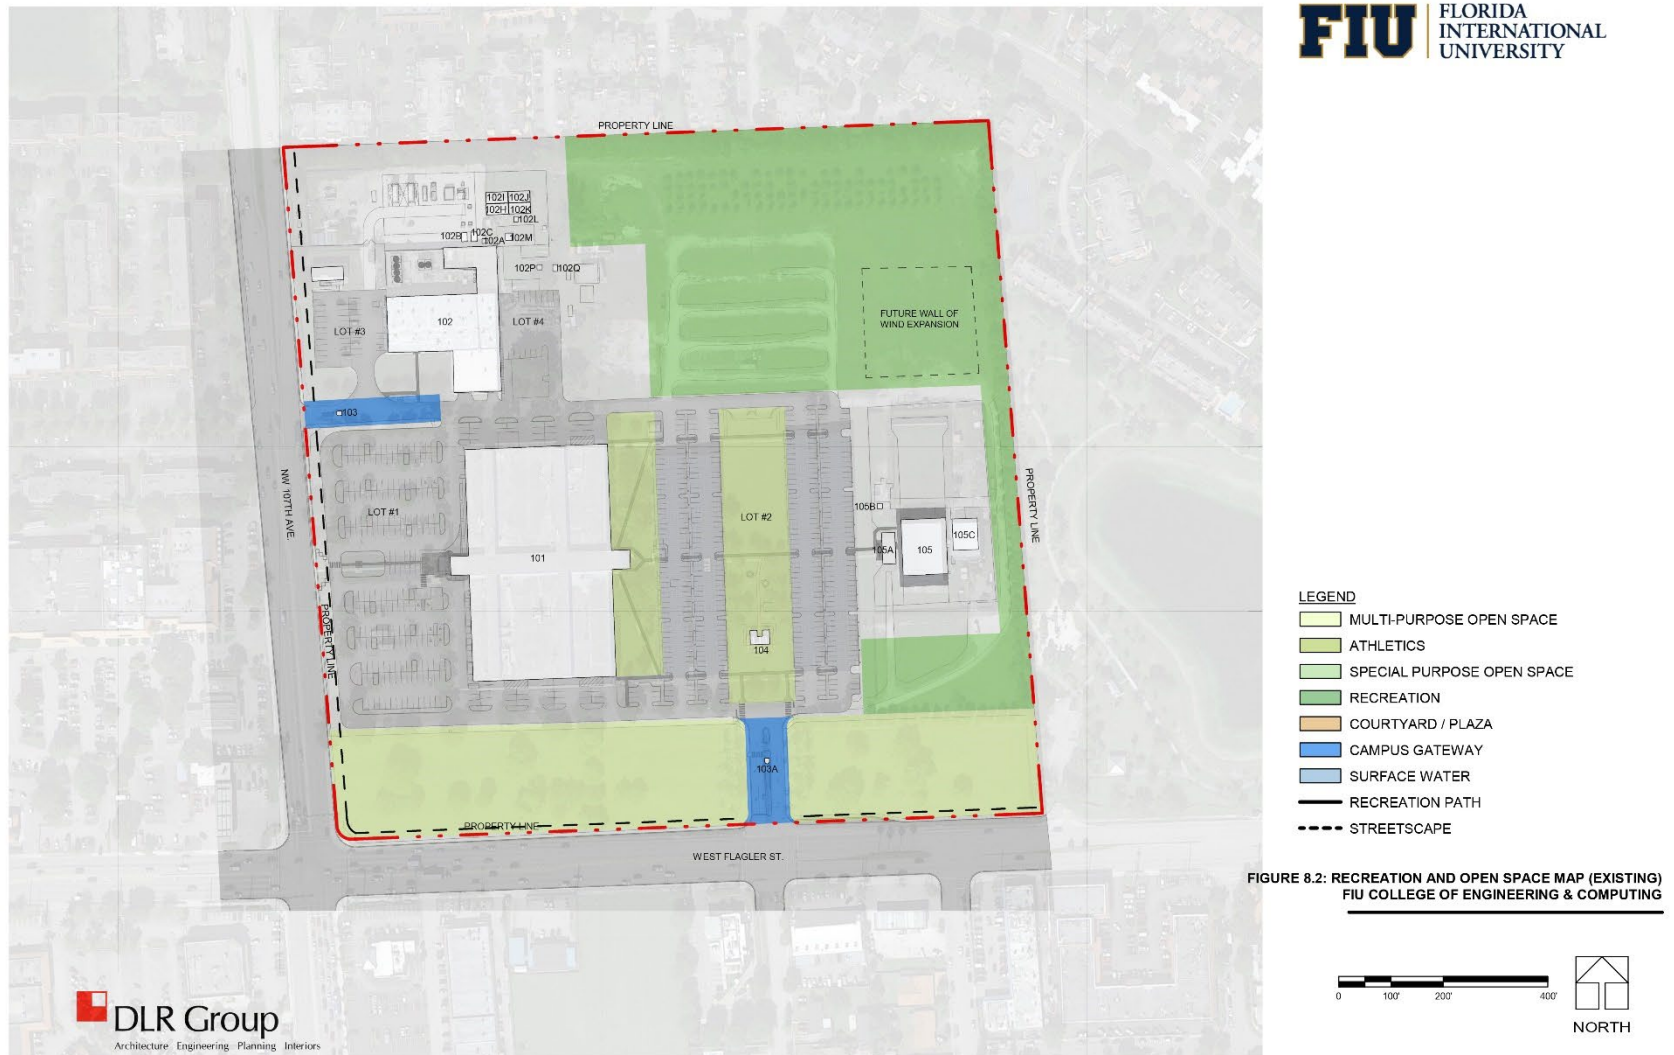 FIU
FLORIDA
INTERNATIONAL
UNIVERSITY
PROPERTY LINE
102I 102J
102H 102K
102L
102B 102C 102A 102M
102P 102Q
LOT #3
102
LOT #4
FUTURE WALL OF
WIND EXPANSION
103
NW 107TH AVE.
LOT #1
101
LOT #2
105B
105A
105
105C
PROPERTY LINE
PROPERTY LINE
104
103A
PROPERTY LINE
WEST FLAGLER ST.
LEGEND
MULTI-PURPOSE OPEN SPACE
ATHLETICS
SPECIAL PURPOSE OPEN SPACE
RECREATION
COURTYARD / PLAZA
CAMPUS GATEWAY
SURFACE WATER
RECREATION PATH
STREETSCAPE
FIGURE 8.2: RECREATION AND OPEN SPACE MAP (EXISTING)
FIU COLLEGE OF ENGINEERING & COMPUTING
0 100' 200' 400'
NORTH
DLR Group
Architecture Engineering Planning Interiors